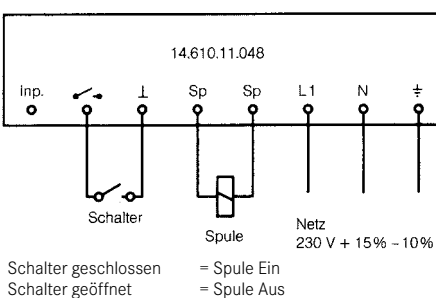 14.610.11.048
Inp. ⊥ Sp Sp L1 N ⏚
Schalter
Spule
Netz
230 V + 15% - 10%
Schalter geschlossen = Spule Ein
Schalter geöffnet = Spule Aus